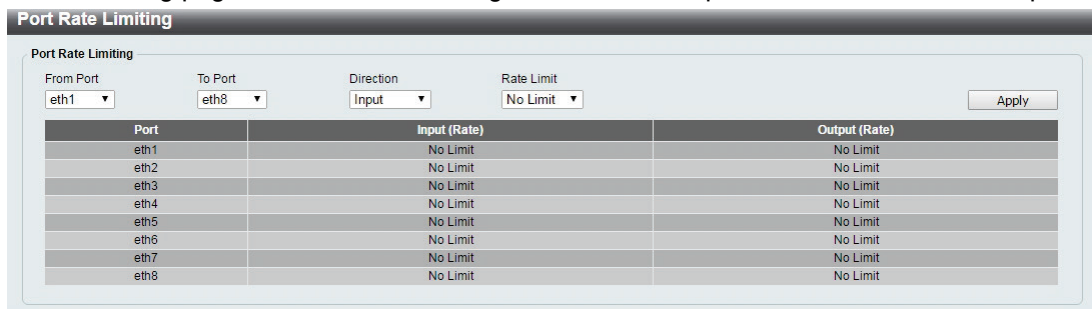 Port Rate Limiting
Port Rate Limiting
From Port To Port Direction Rate Limit
eth1 eth8 Input No Limit Apply
Port Input (Rate) Output (Rate)
eth1 No Limit No Limit
eth2 No Limit No Limit
eth3 No Limit No Limit
eth4 No Limit No Limit
eth5 No Limit No Limit
eth6 No Limit No Limit
eth7 No Limit No Limit
eth8 No Limit No Limit